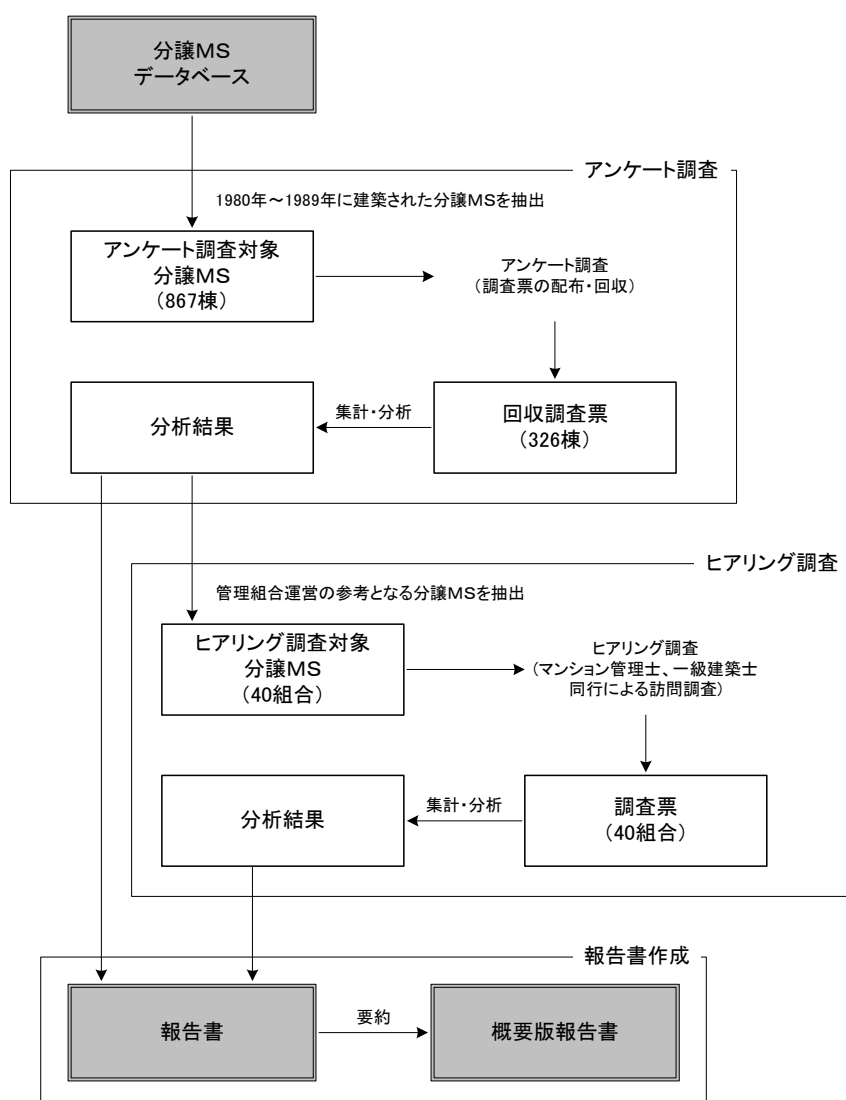 分譲ＭＳ
データベース
アンケート調査
1980年～1989年に建築された分譲ＭＳを抽出
アンケート調査対象
分譲ＭＳ
（867棟）
アンケート調査
（調査票の配布・回収）
分析結果
集計・分析
回収調査票
（326棟）
ヒアリング調査
管理組合運営の参考となる分譲ＭＳを抽出
ヒアリング調査対象
分譲ＭＳ
（40組合）
ヒアリング調査
（マンション管理士、一級建築士
同行による訪問調査）
分析結果
集計・分析
調査票
（40組合）
報告書作成
報告書
要約
概要版報告書